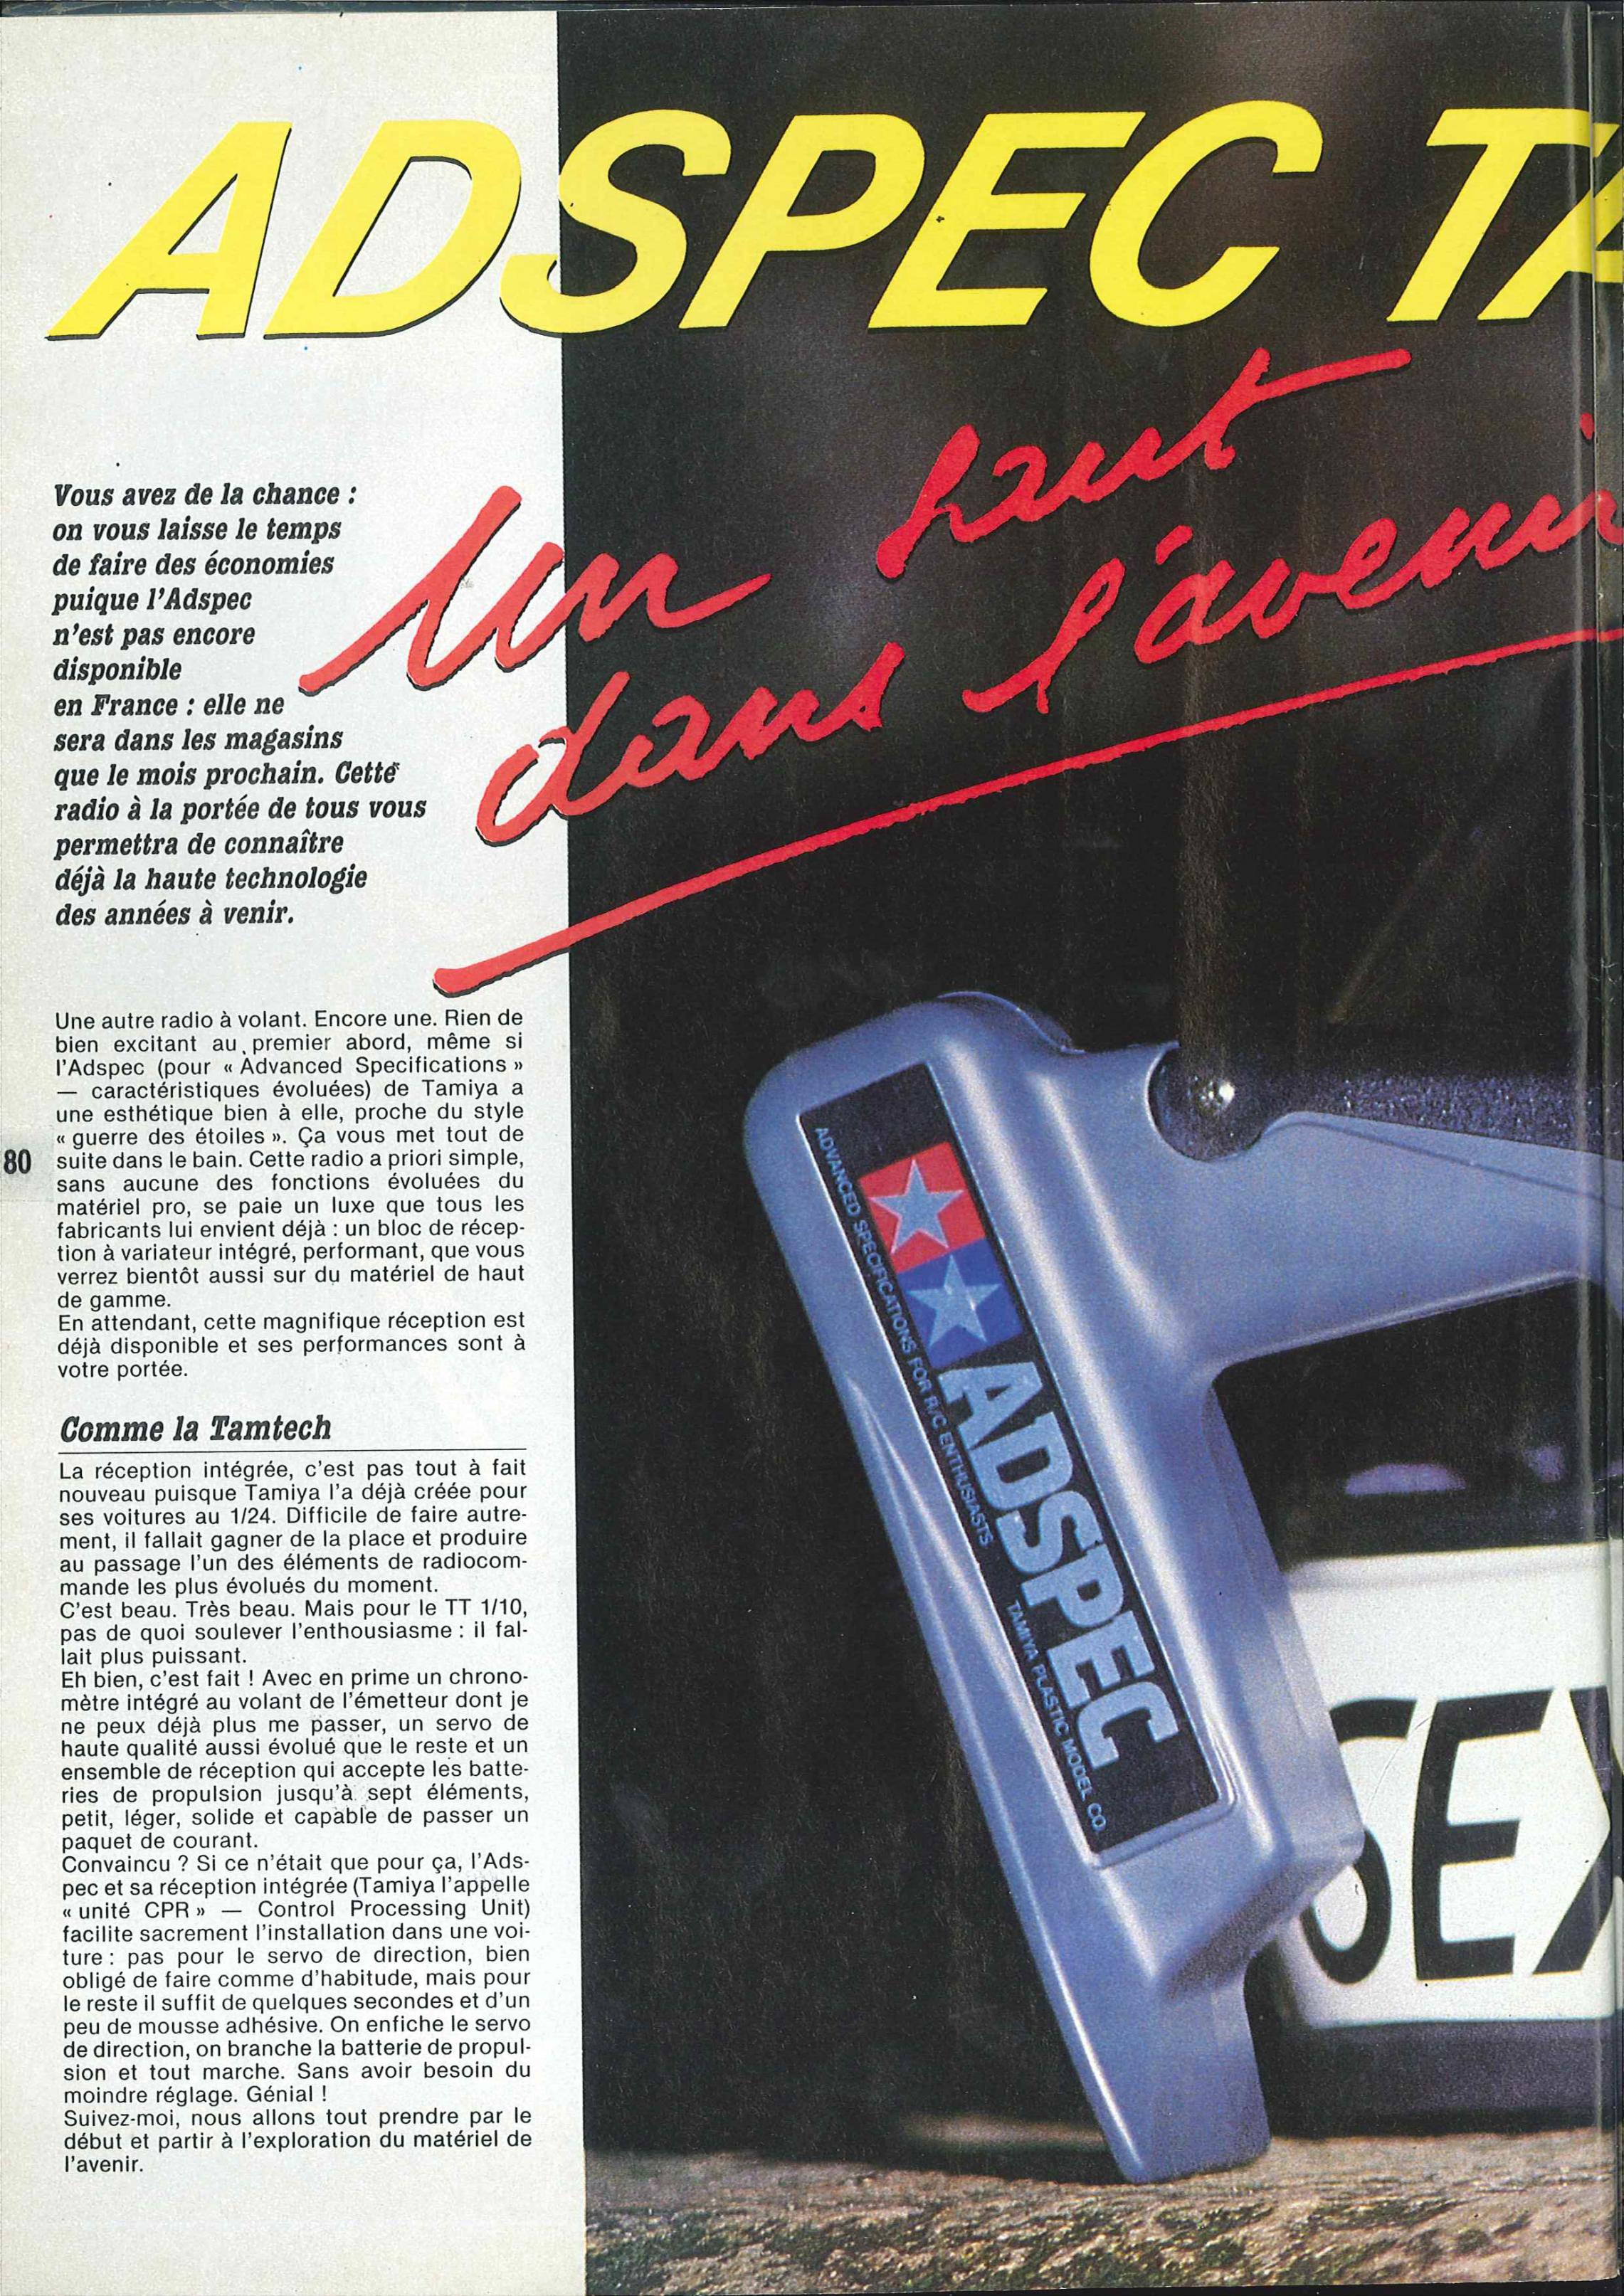 ADSPEC TA
Un haut
dans l'aveni
Vous avez de la chance :
on vous laisse le temps
de faire des économies
puique l'Adspec
n'est pas encore
disponible
en France : elle ne
sera dans les magasins
que le mois prochain. Cette
radio à la portée de tous vous
permettra de connaître
déjà la haute technologie
des années à venir.
Une autre radio à volant. Encore une. Rien de
bien excitant au premier abord, même si
l'Adspec (pour « Advanced Specifications »
— caractéristiques évoluées) de Tamiya a
une esthétique bien à elle, proche du style
« guerre des étoiles ». Ça vous met tout de
suite dans le bain. Cette radio a priori simple,
sans aucune des fonctions évoluées du
matériel pro, se paie un luxe que tous les
fabricants lui envient déjà : un bloc de récep-
tion à variateur intégré, performant, que vous
verrez bientôt aussi sur du matériel de haut
de gamme.
En attendant, cette magnifique réception est
déjà disponible et ses performances sont à
votre portée.
80
Comme la Tamtech
La réception intégrée, c'est pas tout à fait
nouveau puisque Tamiya l'a déjà créée pour
ses voitures au 1/24. Difficile de faire autre-
ment, il fallait gagner de la place et produire
au passage l'un des éléments de radiocom-
mande les plus évolués du moment.
C'est beau. Très beau. Mais pour le TT 1/10,
pas de quoi soulever l'enthousiasme : il fal-
lait plus puissant.
Eh bien, c'est fait ! Avec en prime un chrono-
mètre intégré au volant de l'émetteur dont je
ne peux déjà plus me passer, un servo de
haute qualité aussi évolué que le reste et un
ensemble de réception qui accepte les batte-
ries de propulsion jusqu'à sept éléments,
petit, léger, solide et capable de passer un
paquet de courant.
Convaincu ? Si ce n'était que pour ça, l'Ads-
pec et sa réception intégrée (Tamiya l'appelle
« unité CPR » — Control Processing Unit)
facilite sacrement l'installation dans une voi-
ture : pas pour le servo de direction, bien
obligé de faire comme d'habitude, mais pour
le reste il suffit de quelques secondes et d'un
peu de mousse adhésive. On enfiche le servo
de direction, on branche la batterie de propul-
sion et tout marche. Sans avoir besoin du
moindre réglage. Génial !
Suivez-moi, nous allons tout prendre par le
début et partir à l'exploration du matériel de
l'avenir.
ADVANCED SPECIFICATIONS FOR R/C ENTHUSIASTS
ADSPEC
TAMIYA PLASTIC MODEL CO.
SEX